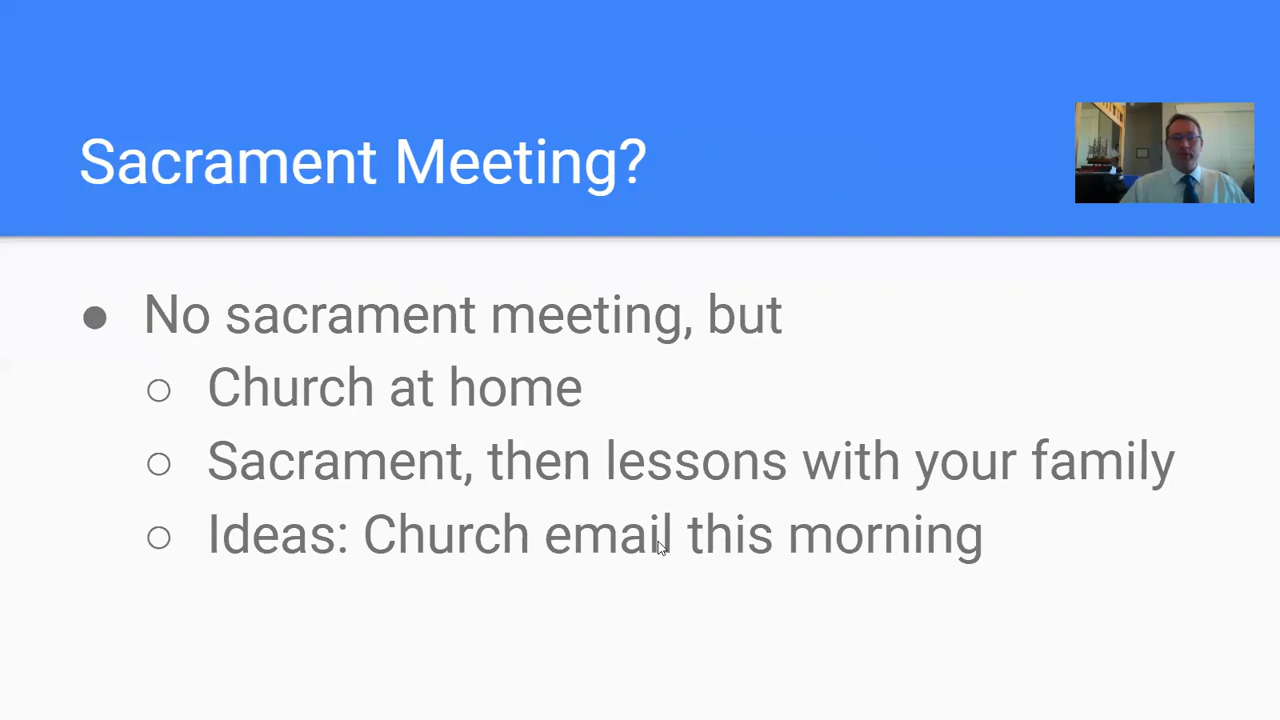 Sacrament Meeting?
● No sacrament meeting, but
○ Church at home
○ Sacrament, then lessons with your family
○ Ideas: Church email this morning